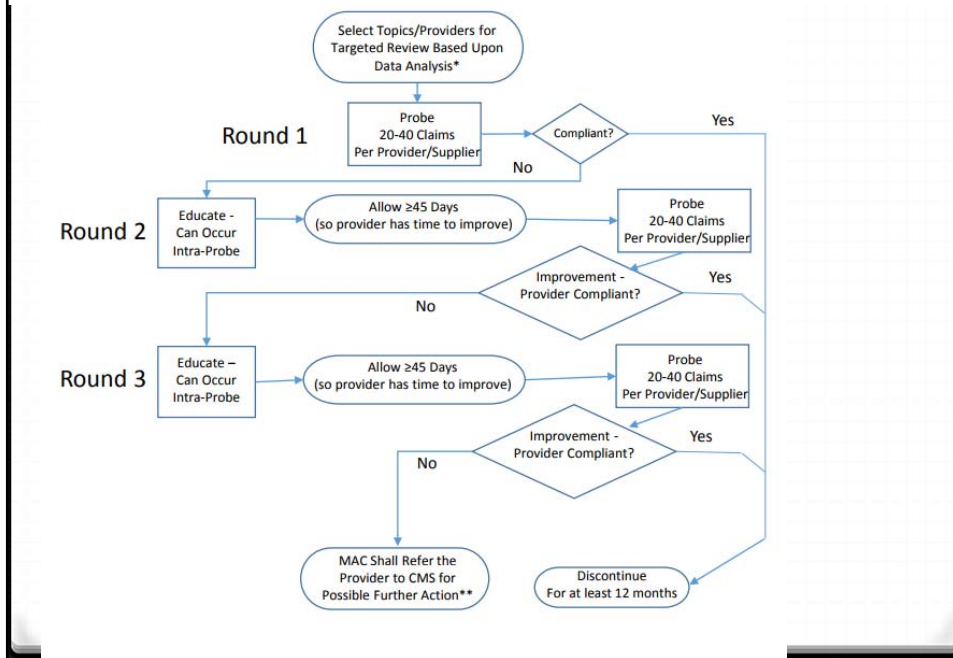 Select Topics/Providers for
Targeted Review Based Upon
Data Analysis*
Round 1
Probe
20-40 Claims
Per Provider/Supplier
Compliant?
Yes
No
Round 2
Educate -
Can Occur
Intra-Probe
Allow ≥45 Days
(so provider has time to improve)
Probe
20-40 Claims
Per Provider/Supplier
Improvement -
Provider Compliant?
Yes
No
Round 3
Educate –
Can Occur
Intra-Probe
Allow ≥45 Days
(so provider has time to improve)
Probe
20-40 Claims
Per Provider/Supplier
Improvement -
Provider Compliant?
Yes
No
MAC Shall Refer the
Provider to CMS for
Possible Further Action**
Discontinue
For at least 12 months